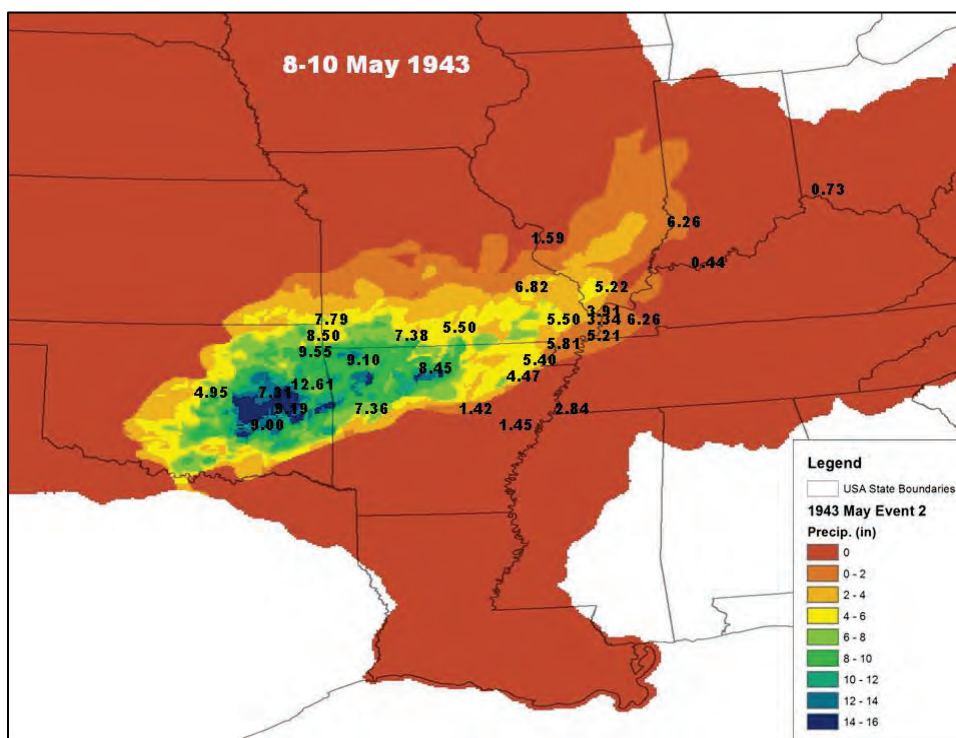 8-10 May 1943
0.73
6.26
1.59
0.44
6.82
5.22
3.91
7.79
5.50
5.50
3.34
6.26
8.50
7.38
5.21
9.55
5.81
9.10
5.40
8.45
4.47
12.61
4.95
7.31
9.19
7.36
1.42
2.84
9.00
1.45
Legend
USA State Boundaries
1943 May Event 2
Precip. (in)
0
0 - 2
2 - 4
4 - 6
6 - 8
8 - 10
10 - 12
12 - 14
14 - 16